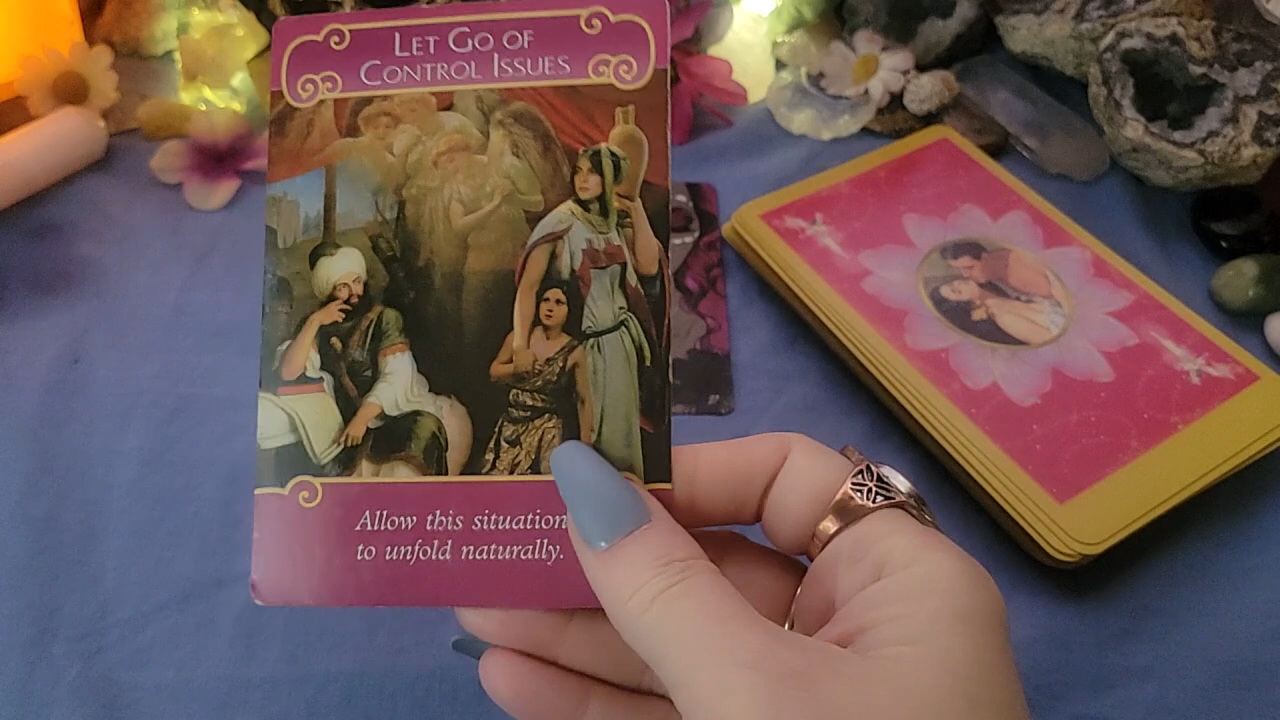 LET GO OF
CONTROL ISSUES
Allow this situation
to unfold naturally.